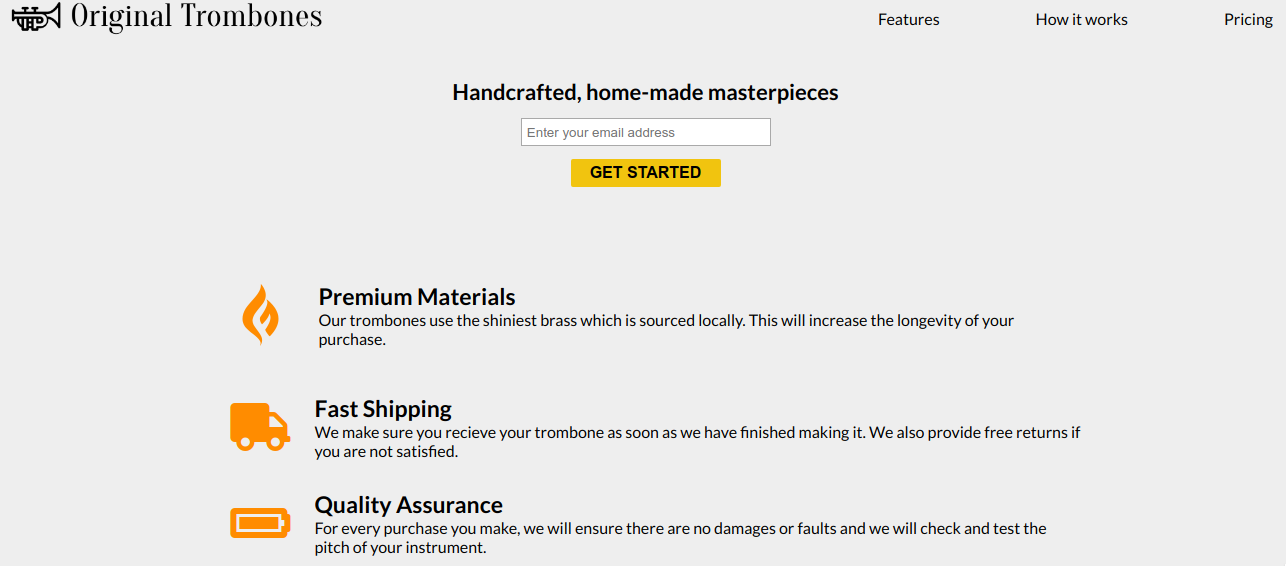 Original Trombones
Features
How it works
Pricing
Handcrafted, home-made masterpieces
Enter your email address
GET STARTED
Premium Materials
Our trombones use the shiniest brass which is sourced locally. This will increase the longevity of your
purchase.
Fast Shipping
We make sure you recieve your trombone as soon as we have finished making it. We also provide free returns if
you are not satisfied.
Quality Assurance
For every purchase you make, we will ensure there are no damages or faults and we will check and test the
pitch of your instrument.